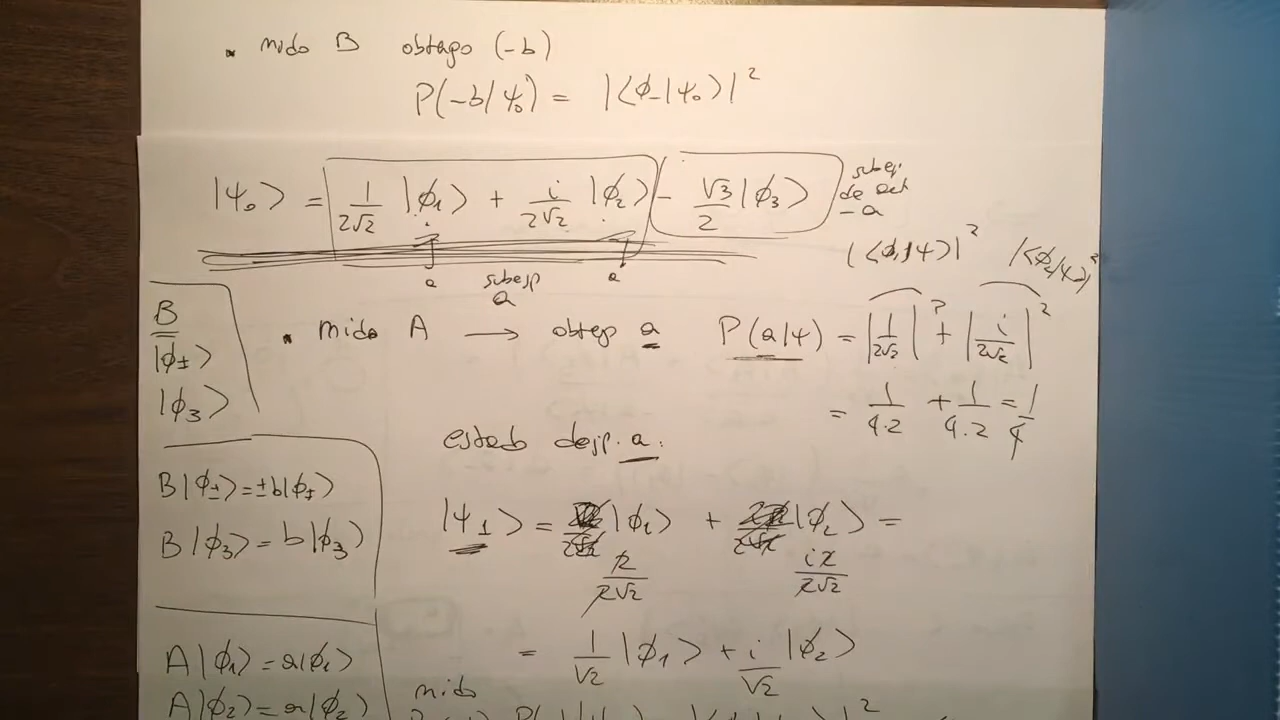 • mido B obtengo (-b)
P(-b/ψ₀) = |⟨ϕ₋|ψ₀⟩|²
|ψ₀⟩ = 1/2√2 |ϕ₁⟩ + i/2√2 |ϕ₂⟩ - √3/2 |ϕ₃⟩
subesp
de aut
-a
a subesp a
a
|⟨ϕ₁|ψ⟩|² |⟨ϕ₂|ψ⟩|²
• mido A → obtengo a P(a|ψ) = |1/2√2|² + |i/2√2|²
= 1/4.2 + 1/4.2 = 1/4
B
|ϕ±⟩
|ϕ₃⟩
estado desp. a:
B|ϕ±⟩=±b|ϕ±⟩
B|ϕ₃⟩=b|ϕ₃⟩
|ψ₁⟩ = |ϕ₁⟩ + |ϕ₂⟩ =
2/2√2 i2/2√2
= 1/√2 |ϕ₁⟩ + i/√2 |ϕ₂⟩
A|ϕ₁⟩=a|ϕ₁⟩
A|ϕ₂⟩=a|ϕ₂⟩
mido